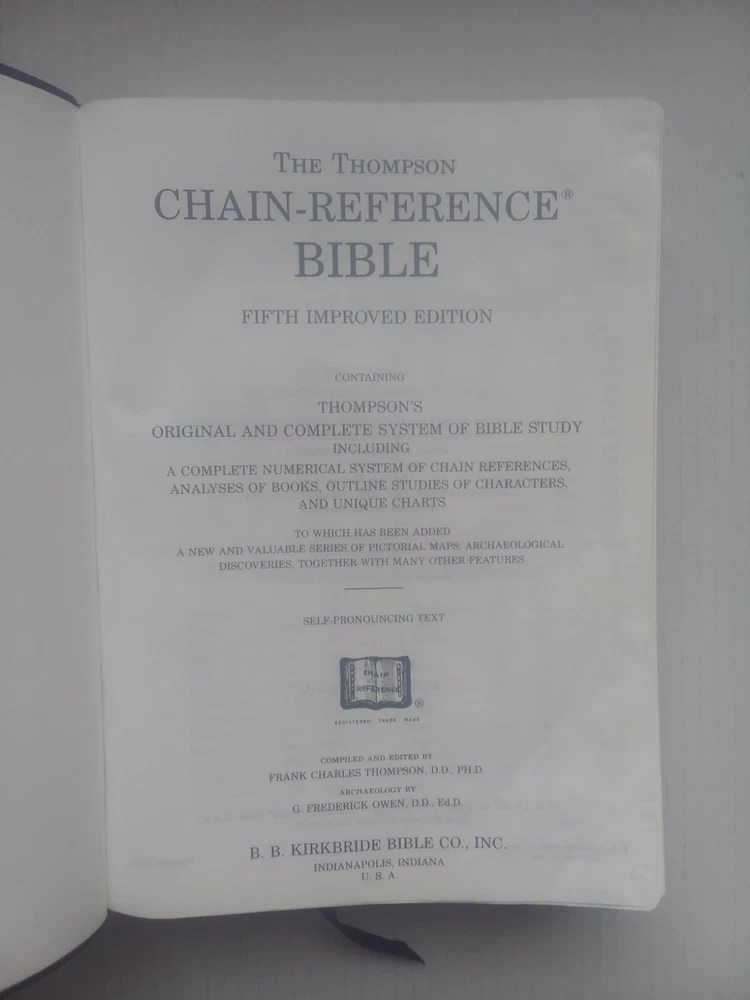 THE THOMPSON
CHAIN-REFERENCE®
BIBLE
FIFTH IMPROVED EDITION
CONTAINING
THOMPSON'S
ORIGINAL AND COMPLETE SYSTEM OF BIBLE STUDY
INCLUDING
A COMPLETE NUMERICAL SYSTEM OF CHAIN REFERENCES,
ANALYSES OF BOOKS, OUTLINE STUDIES OF CHARACTERS,
AND UNIQUE CHARTS
TO WHICH HAS BEEN ADDED
A NEW AND VALUABLE SERIES OF PICTORIAL MAPS, ARCHAEOLOGICAL
DISCOVERIES, TOGETHER WITH MANY OTHER FEATURES
SELF-PRONOUNCING TEXT
CHAIN
REFERENCE
®
REGISTERED TRADE MARK
COMPILED AND EDITED BY
FRANK CHARLES THOMPSON, D.D., PH.D.
ARCHAEOLOGY BY
G. FREDERICK OWEN, D.D., Ed.D.
B. B. KIRKBRIDE BIBLE CO., INC.
INDIANAPOLIS, INDIANA
U. S. A.